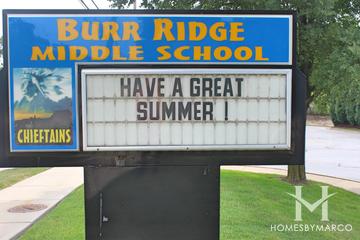 BURR RIDGE
MIDDLE SCHOOL
HAVE A GREAT
SUMMER !
CHIEFTAINS
HOMESBYMARCO